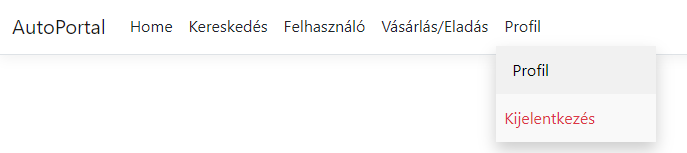 AutoPortal Home Kereskedés Felhasználó Vásárlás/Eladás Profil
Profil
Kijelentkezés